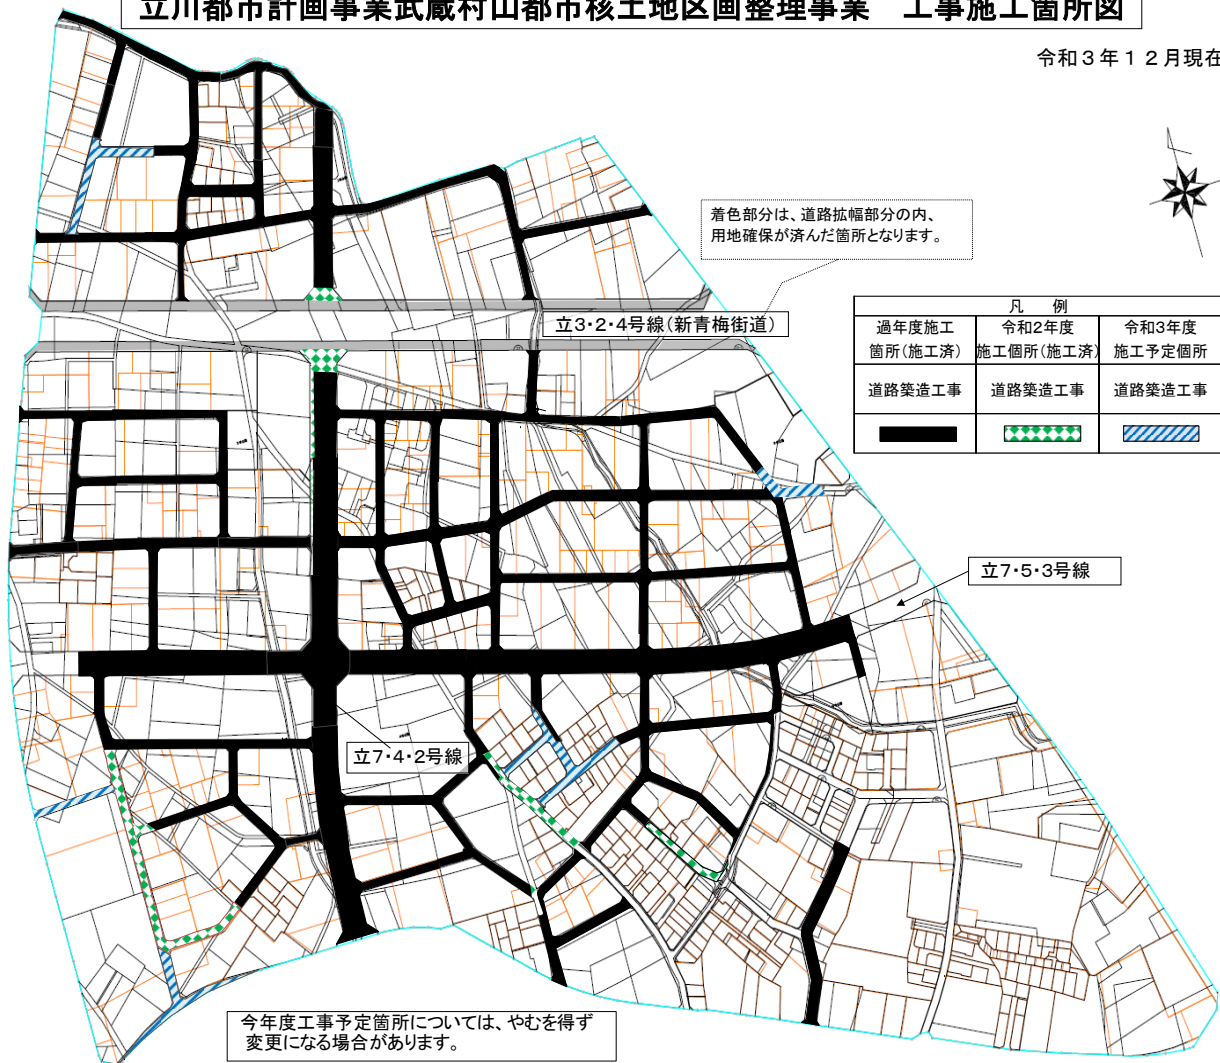 立川都市計画事業武蔵村山都市核土地区画整理事業　工事施工箇所図
令和３年１２月現在
着色部分は、道路拡幅部分の内、
用地確保が済んだ箇所となります。
立3・2・4号線(新青梅街道)
凡　例
過年度施工
箇所(施工済)
令和2年度
施工個所(施工済)
令和3年度
施工予定個所
道路築造工事
道路築造工事
道路築造工事
立7・5・3号線
立7・4・2号線
今年度工事予定箇所については、やむを得ず
変更になる場合があります。